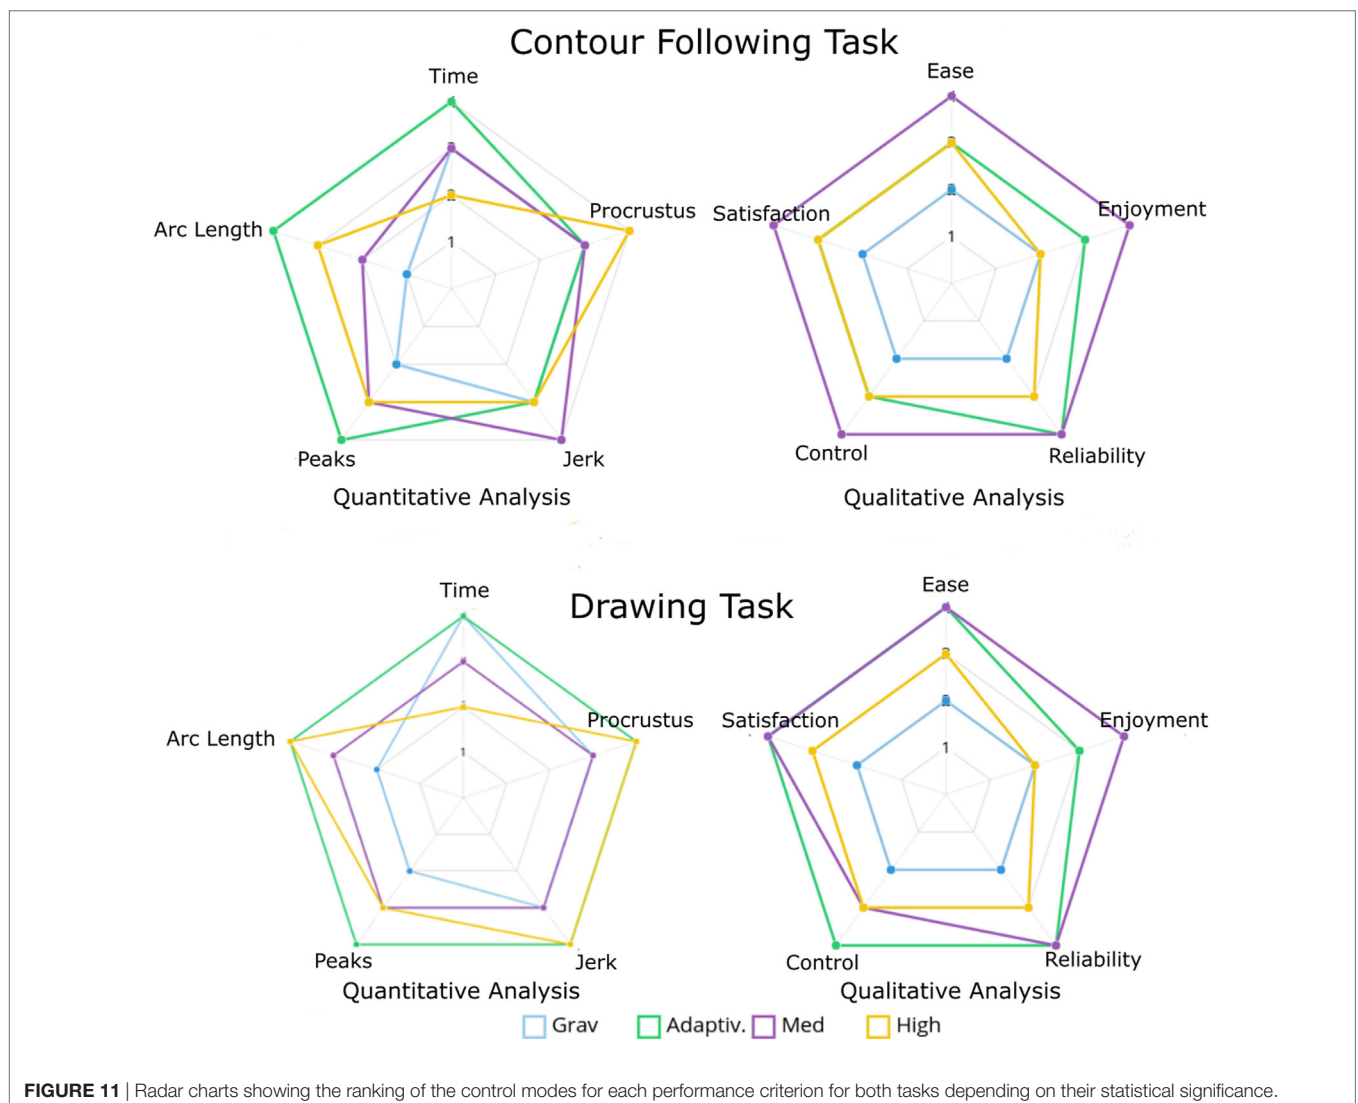 Contour Following Task
Time
Ease
Procrustus
Arc Length
1
Peaks
Jerk
Quantitative Analysis
Satisfaction
Enjoyment
1
Control
Reliability
Qualitative Analysis
Drawing Task
Time
Ease
Procrustus
Arc Length
1
Peaks
Jerk
Quantitative Analysis
Satisfaction
Enjoyment
1
Control
Reliability
Qualitative Analysis
Grav Adaptiv. Med High
FIGURE 11 | Radar charts showing the ranking of the control modes for each performance criterion for both tasks depending on their statistical significance.